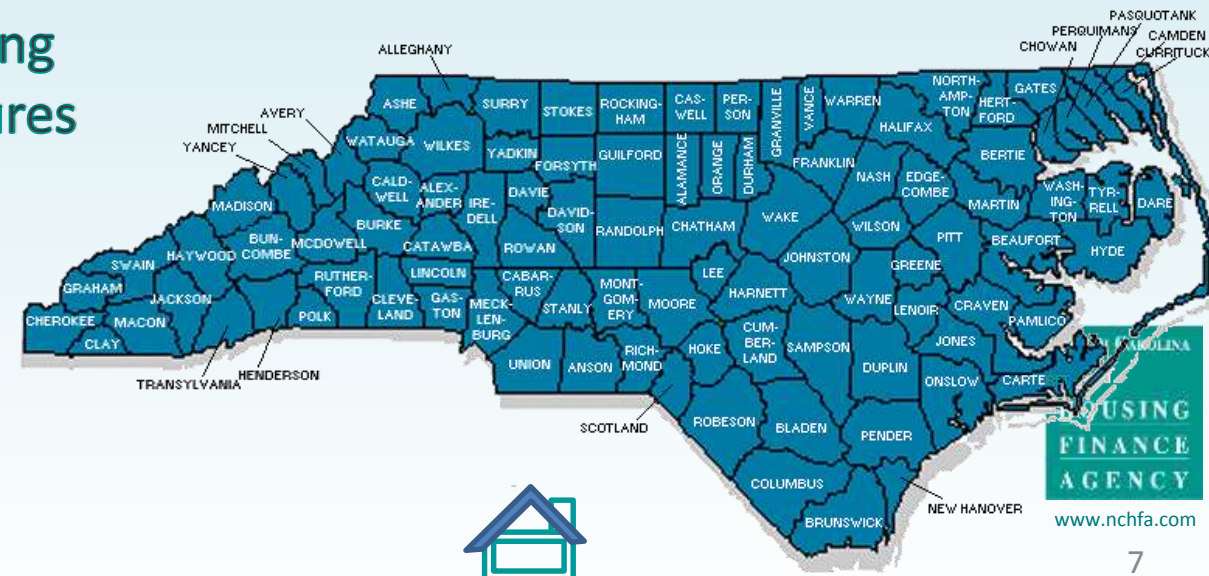 ng
ures
ALLEGHANY
AVERY
MITCHELL
YANCEY
PASQUOTANK
PERQUIMANS
CAMDEN
CHOWAN
CURRITUCK
ASHE
SURRY
STOKES
ROCKING-
HAM
CAS-
WELL
PER-
SON
GRANVILLE
VANCE
WARREN
NORTH-
AMP-
TON
HERT-
FORD
GATES
HALIFAX
WATAUGA
WILKES
YADKIN
FORSYTH
GUILFORD
ALAMANCE
ORANGE
DURHAM
FRANKLIN
NASH
EDGE-
COMBE
BERTIE
MADISON
CALD-
WELL
ALEX-
ANDER
IRE-
DELL
DAVIE
DAVID-
SON
RANDOLPH
CHATHAM
WAKE
WILSON
MARTIN
WASH-
ING-
TON
TYR-
RELL
DARE
SWAIN
HAYWOOD
BUN-
COMBE
MCDOWELL
BURKE
CATAWBA
ROWAN
JOHNSTON
PITT
BEAUFORT
HYDE
GRAHAM
JACKSON
RUTHER-
FORD
LINCOLN
CABAR-
RUS
STANLY
MONT-
GOM-
ERY
MOORE
LEE
HARNETT
WAYNE
GREENE
LENOIR
CRAVEN
PAMLICO
CHEROKEE
MACON
CLAY
POLK
CLEVE-
LAND
GAS-
TON
MECK-
LEN-
BURG
UNION
ANSON
RICH-
MOND
HOKE
CUM-
BER-
LAND
SAMPSON
DUPLIN
JONES
ONSLOW
CARTE
TRANSYLVANIA
HENDERSON
SCOTLAND
ROBESON
BLADEN
PENDER
COLUMBUS
BRUNSWICK
NEW HANOVER
CAROLINA
HOUSING
FINANCE
AGENCY
www.nchfa.com
7